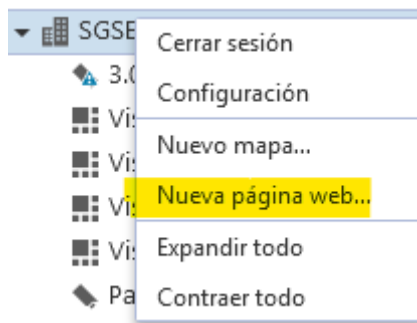 SGSE
Cerrar sesión
3.0
Configuración
Vis
Nuevo mapa...
Vis
Nueva página web...
Vis
Vis
Expandir todo
Pa
Contraer todo